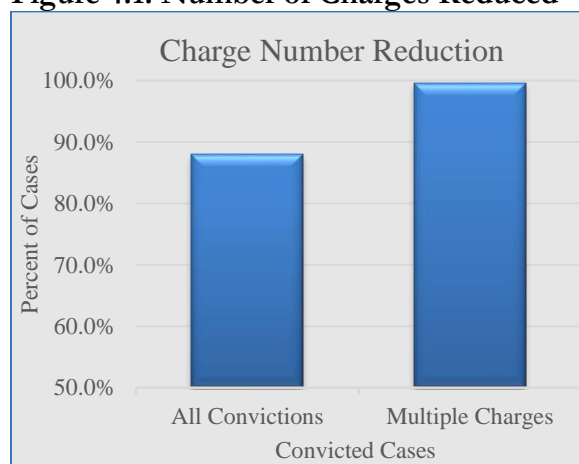 Figure 4.1. Number of Charges Reduced
Charge Number Reduction
100.0%
90.0%
80.0%
70.0%
60.0%
50.0%
Percent of Cases
All Convictions
Multiple Charges
Convicted Cases